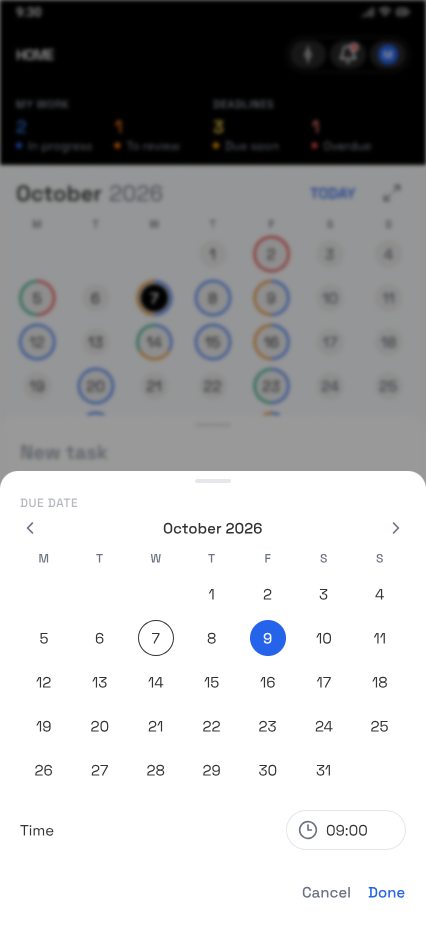 9:30
HOME
M
MY WORK
DEADLINES
2
1
3
1
In progress
To review
Due soon
Overdue
October 2026
TODAY
M T W T F S S
1 2 3 4
5 6 7 8 9 10 11
12 13 14 15 16 17 18
19 20 21 22 23 24 25
New task
DUE DATE
October 2026
M T W T F S S
1 2 3 4
5 6 7 8 9 10 11
12 13 14 15 16 17 18
19 20 21 22 23 24 25
26 27 28 29 30 31
Time
09:00
Cancel Done